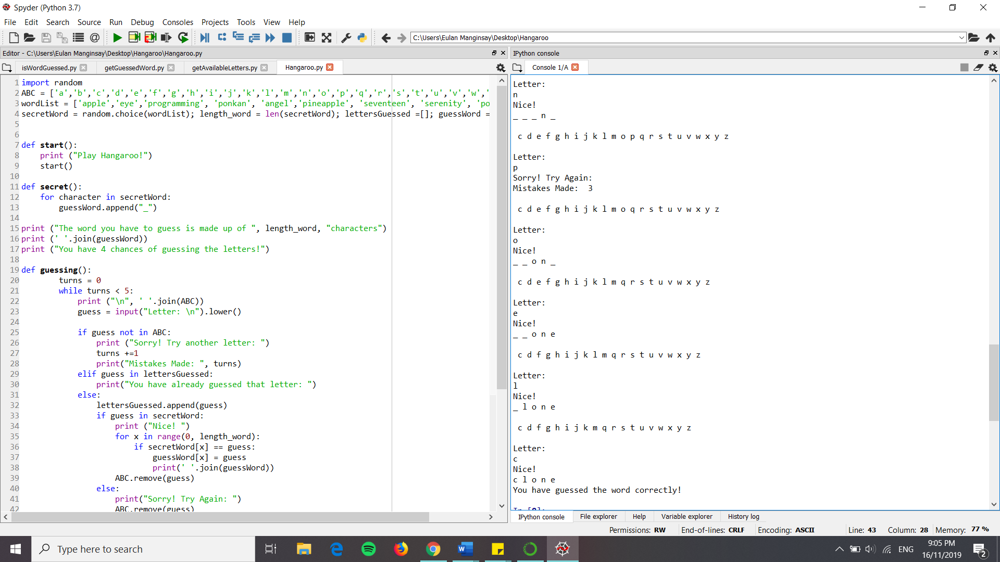 Spyder (Python 3.7)
File Edit Search Source Run Debug Consoles Projects Tools View Help
C:\Users\Eulan Manginsay\Desktop\Hangaroo
Editor - C:\Users\Eulan Manginsay\Desktop\Hangaroo\Hangaroo.py
isWordGuessed.py getGuessedWord.py getAvailableLetters.py Hangaroo.py
1 import random
2 ABC = ['a','b','c','d','e','f','g','h','i','j','k','l','m','n','o','p','q','r','s','t','u','v','w','
3 wordList = ['apple','eye','programming', 'ponkan', 'angel','pineapple', 'seventeen', 'serenity', 'po
4 secretWord = random.choice(wordList); length_word = len(secretWord); lettersGuessed =[]; guessWord =
5
6
7 def start():
8     print ("Play Hangaroo!")
9     start()
10
11 def secret():
12     for character in secretWord:
13         guessWord.append("_")
14
15 print ("The word you have to guess is made up of ", length_word, "characters")
16 print (' '.join(guessWord))
17 print ("You have 4 chances of guessing the letters!")
18
19 def guessing():
20         turns = 0
21         while turns < 5:
22             print ("\n", ' '.join(ABC))
23             guess = input("Letter: \n").lower()
24
25             if guess not in ABC:
26                 print ("Sorry! Try another letter: ")
27                 turns +=1
28                 print("Mistakes Made: ", turns)
29             elif guess in lettersGuessed:
30                 print("You have already guessed that letter: ")
31             else:
32                 lettersGuessed.append(guess)
33                 if guess in secretWord:
34                     print ("Nice! ")
35                     for x in range(0, length_word):
36                         if secretWord[x] == guess:
37                             guessWord[x] = guess
38                             print(' '.join(guessWord))
39                     ABC.remove(guess)
40                 else:
41                     print("Sorry! Try Again: ")
42                     ABC.remove(guess)
IPython console
Console 1/A
Letter:
n
Nice!
_ _ _ n _
c d e f g h i j k l m o p q r s t u v w x y z
Letter:
p
Sorry! Try Again:
Mistakes Made:  3
c d e f g h i j k l m o q r s t u v w x y z
Letter:
o
Nice!
_ _ o n _
c d e f g h i j k l m q r s t u v w x y z
Letter:
e
Nice!
_ _ o n e
c d f g h i j k l m q r s t u v w x y z
Letter:
l
Nice!
_ l o n e
c d f g h i j k m q r s t u v w x y z
Letter:
c
Nice!
c l o n e
You have guessed the word correctly!
IPython console File explorer Help Variable explorer History log
Permissions: RW End-of-lines: CRLF Encoding: ASCII Line: 43 Column: 28 Memory: 77 %
Type here to search
ENG
9:05 PM
16/11/2019
2